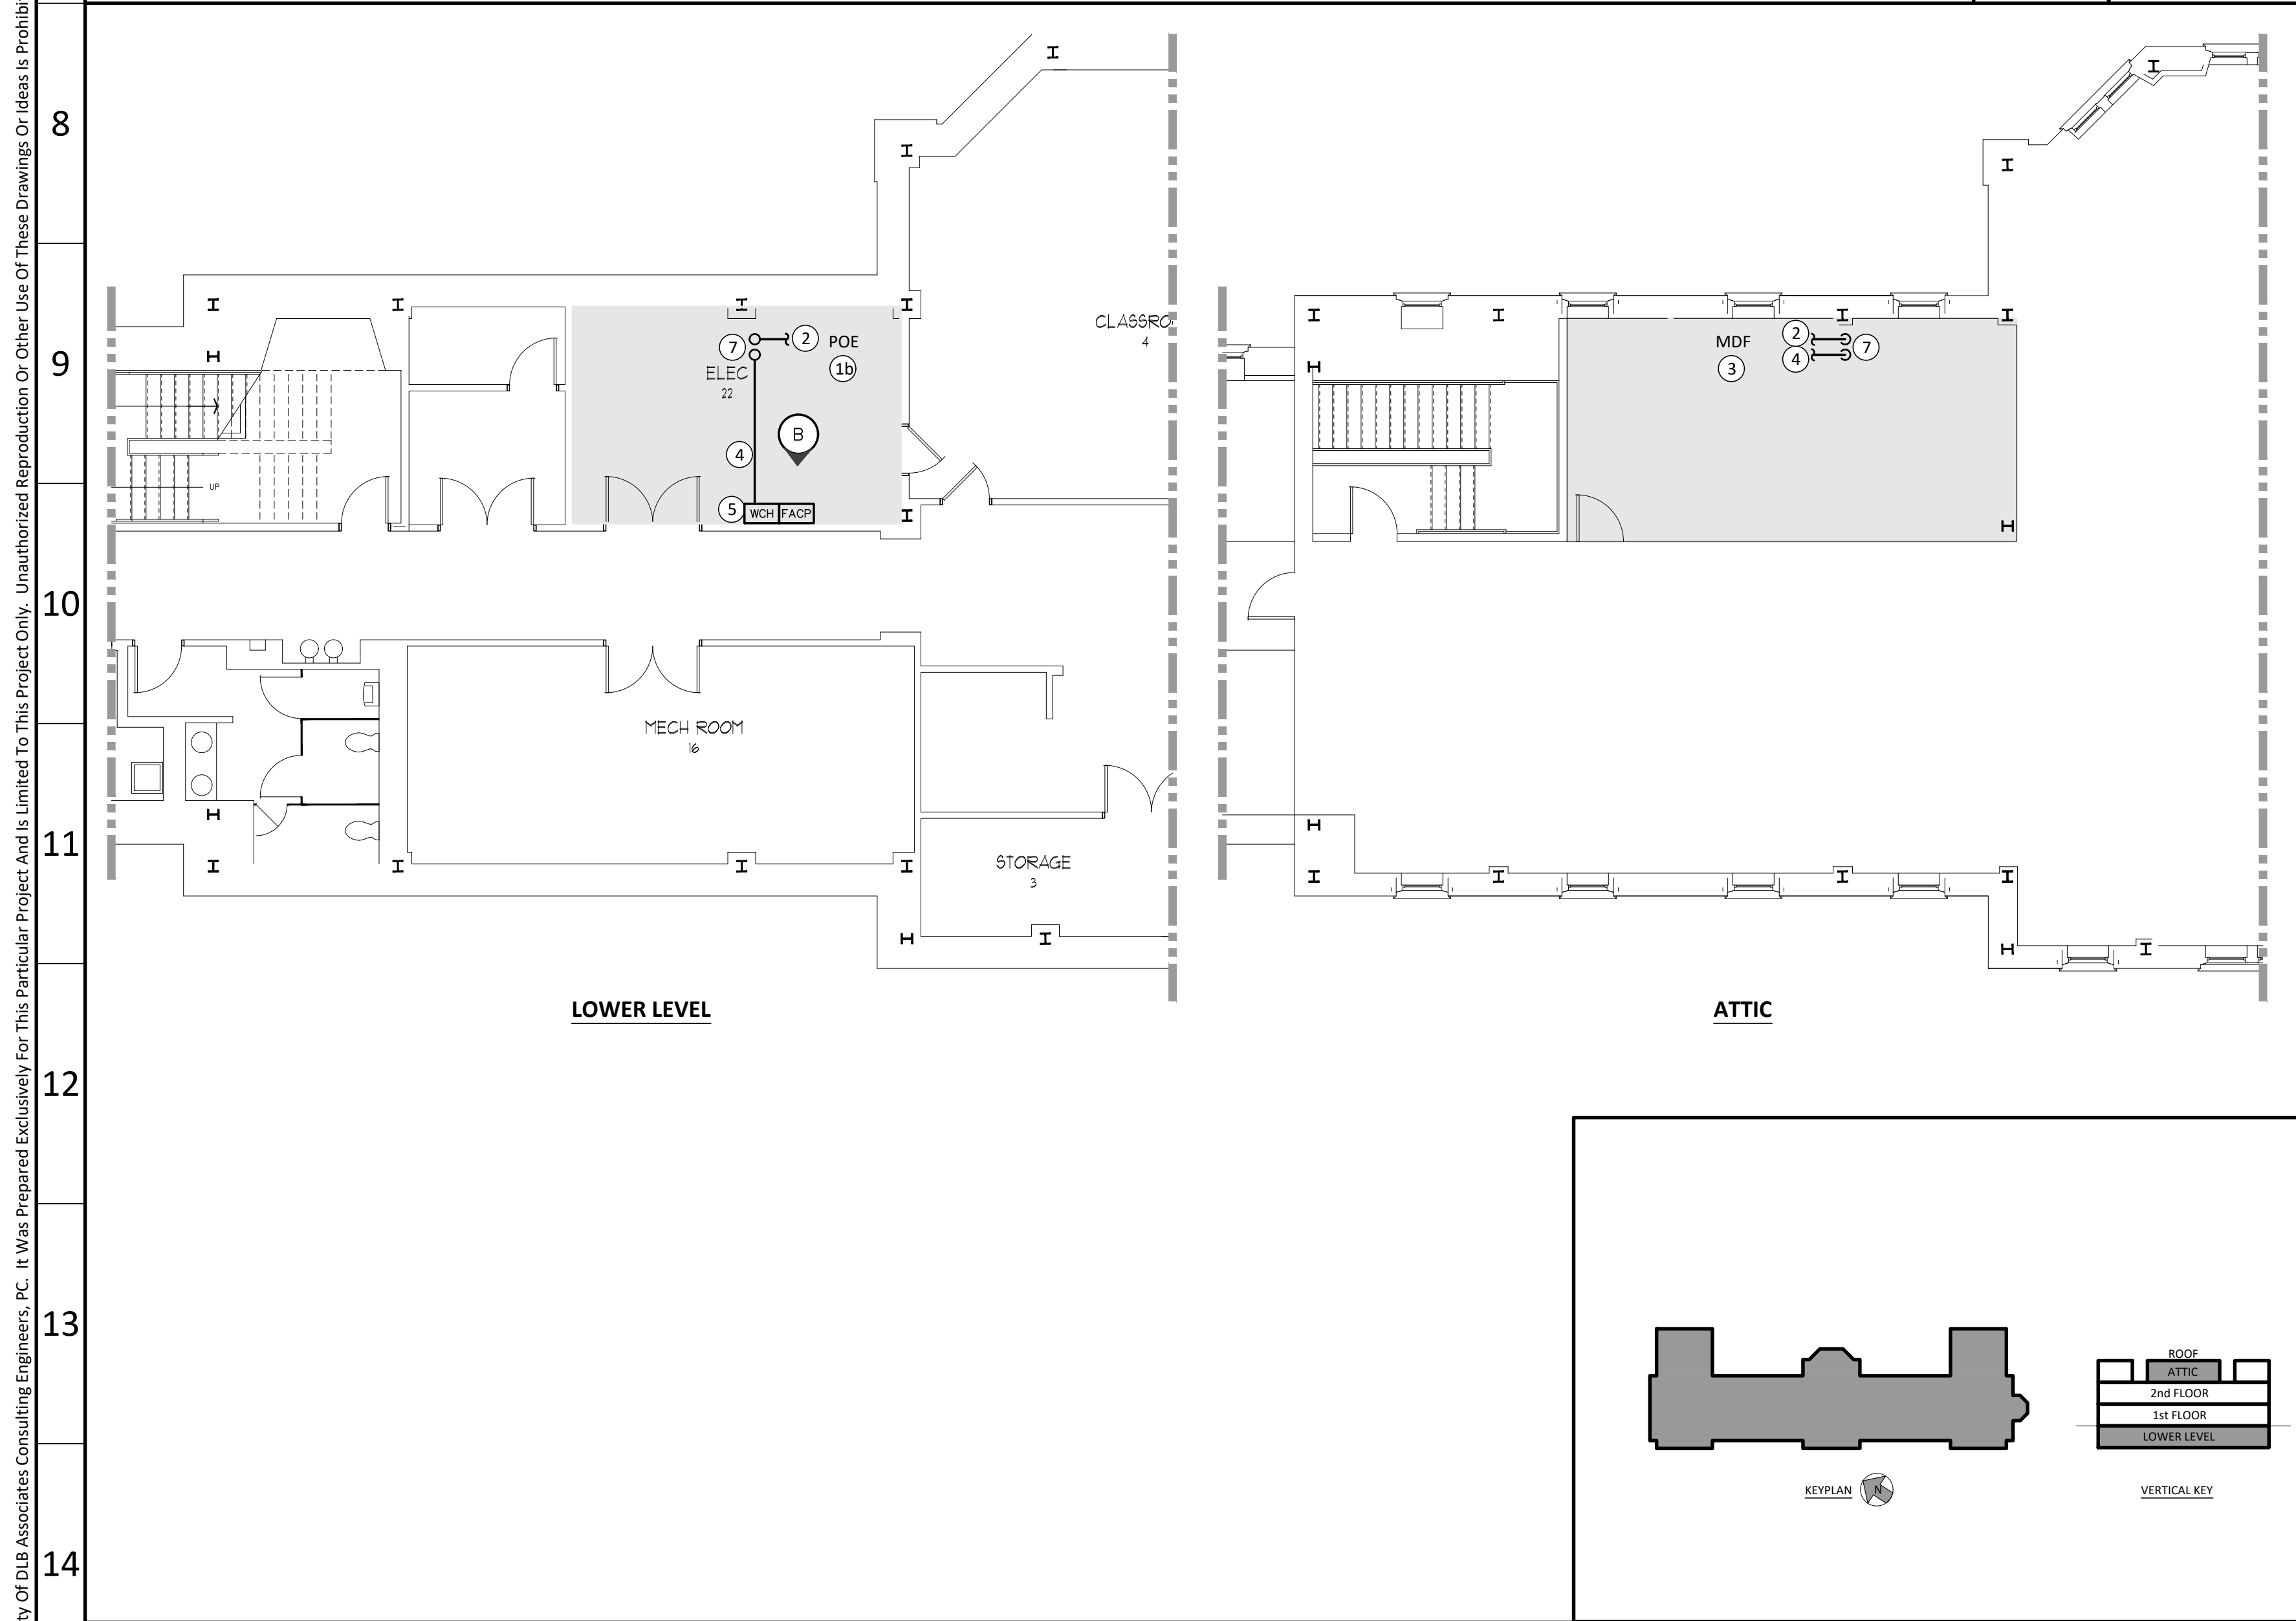 ty Of DLB Associates Consulting Engineers, PC.  It Was Prepared Exclusively For This Particular Project And Is Limited To This Project Only.  Unauthorized Reproduction Or Other Use Of These Drawings Or Ideas Is Prohibi
8
9
10
11
12
13
14
CLASSRO
4
7
2
POE
1b
ELEC
22
B
4
5
WCH
FACP
UP
MECH ROOM
16
STORAGE
3
LOWER LEVEL
MDF
3
2
4
7
ATTIC
KEYPLAN
N
ROOF
ATTIC
2nd FLOOR
1st FLOOR
LOWER LEVEL
VERTICAL KEY